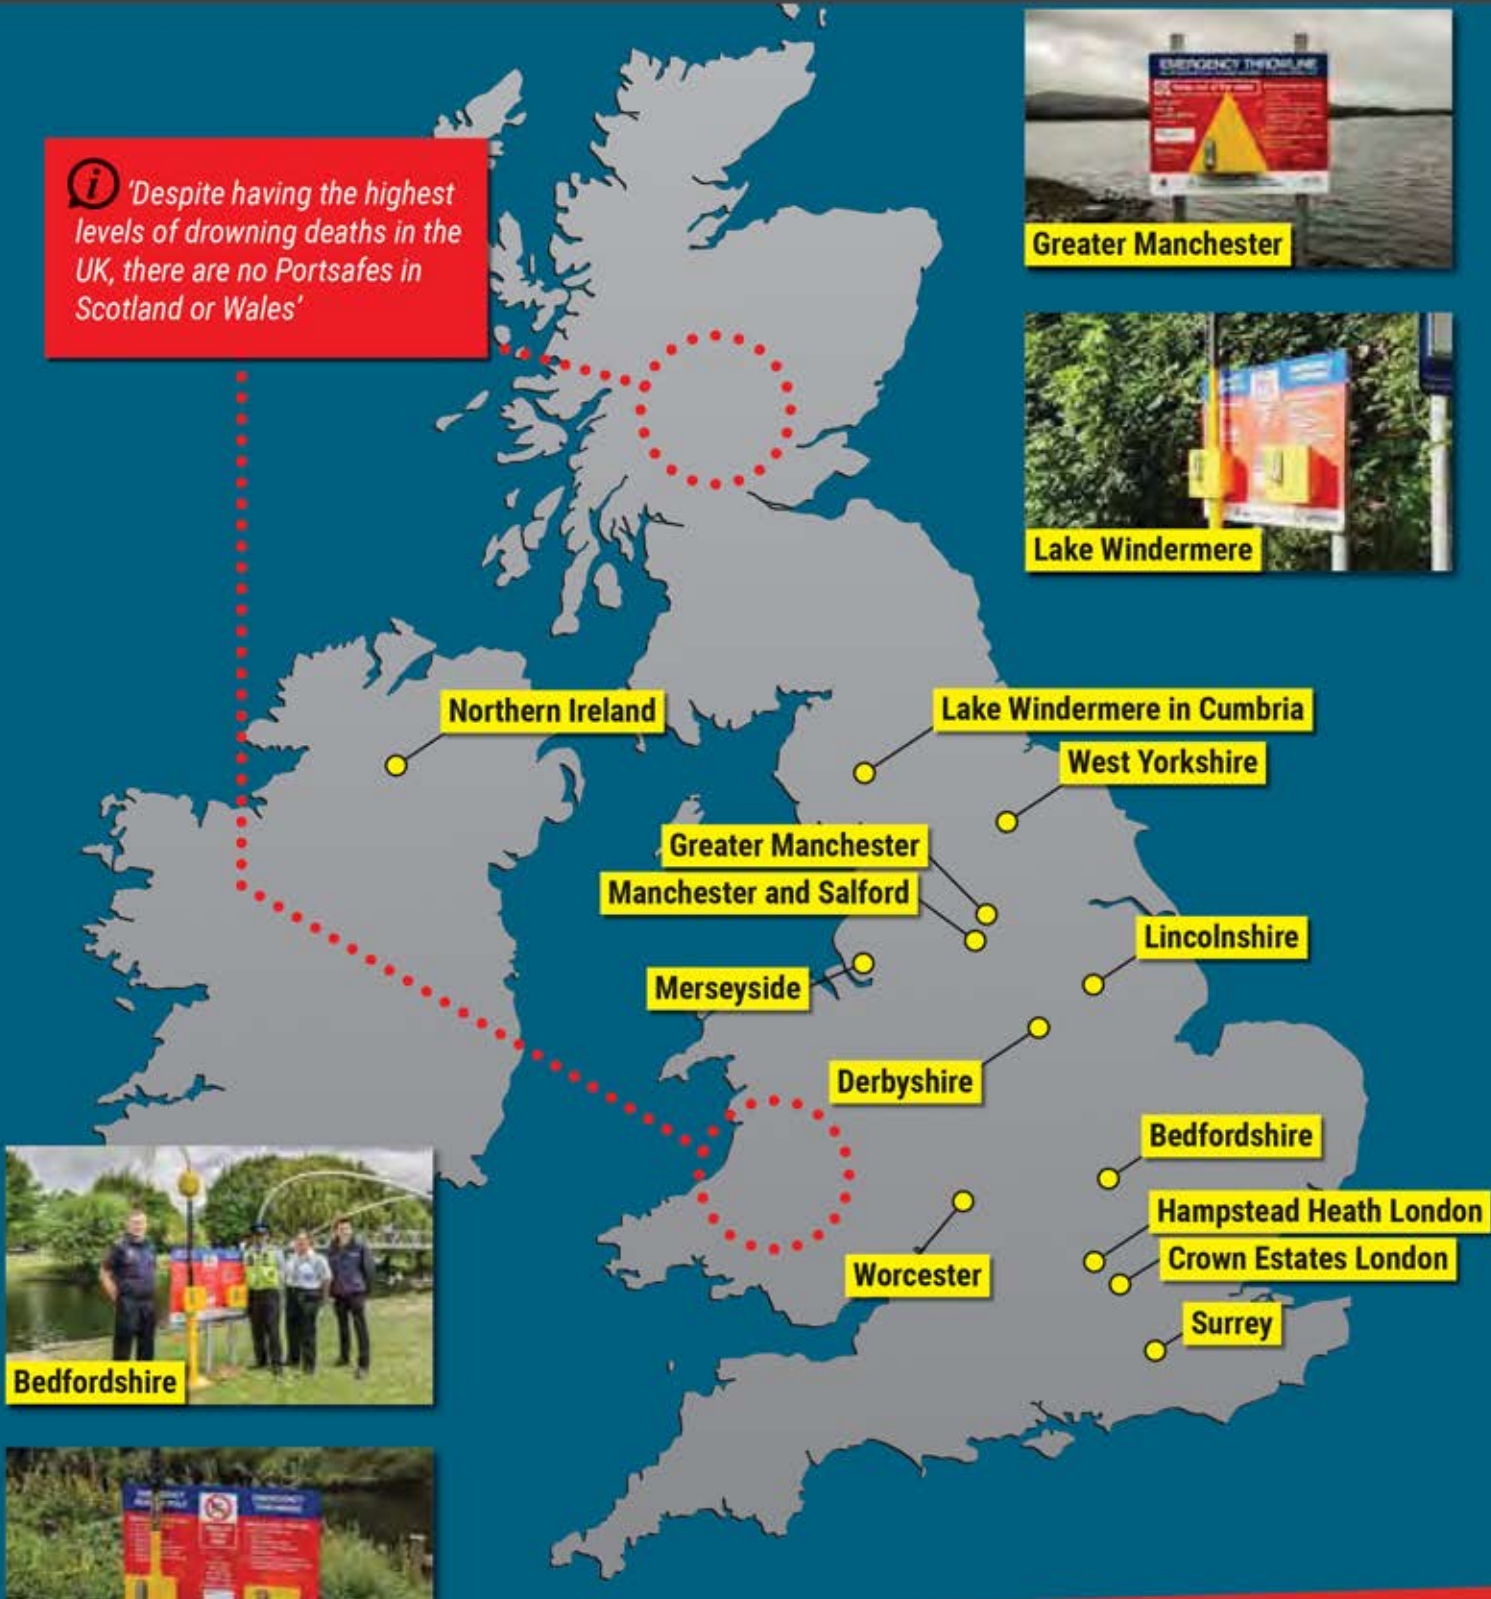 'Despite having the highest
levels of drowning deaths in the
UK, there are no Portsafes in
Scotland or Wales'
EMERGENCY THROWLINE
Greater Manchester
Lake Windermere
Northern Ireland
Lake Windermere in Cumbria
West Yorkshire
Greater Manchester
Manchester and Salford
Lincolnshire
Merseyside
Derbyshire
Bedfordshire
Hampstead Heath London
Crown Estates London
Worcester
Surrey
Bedfordshire